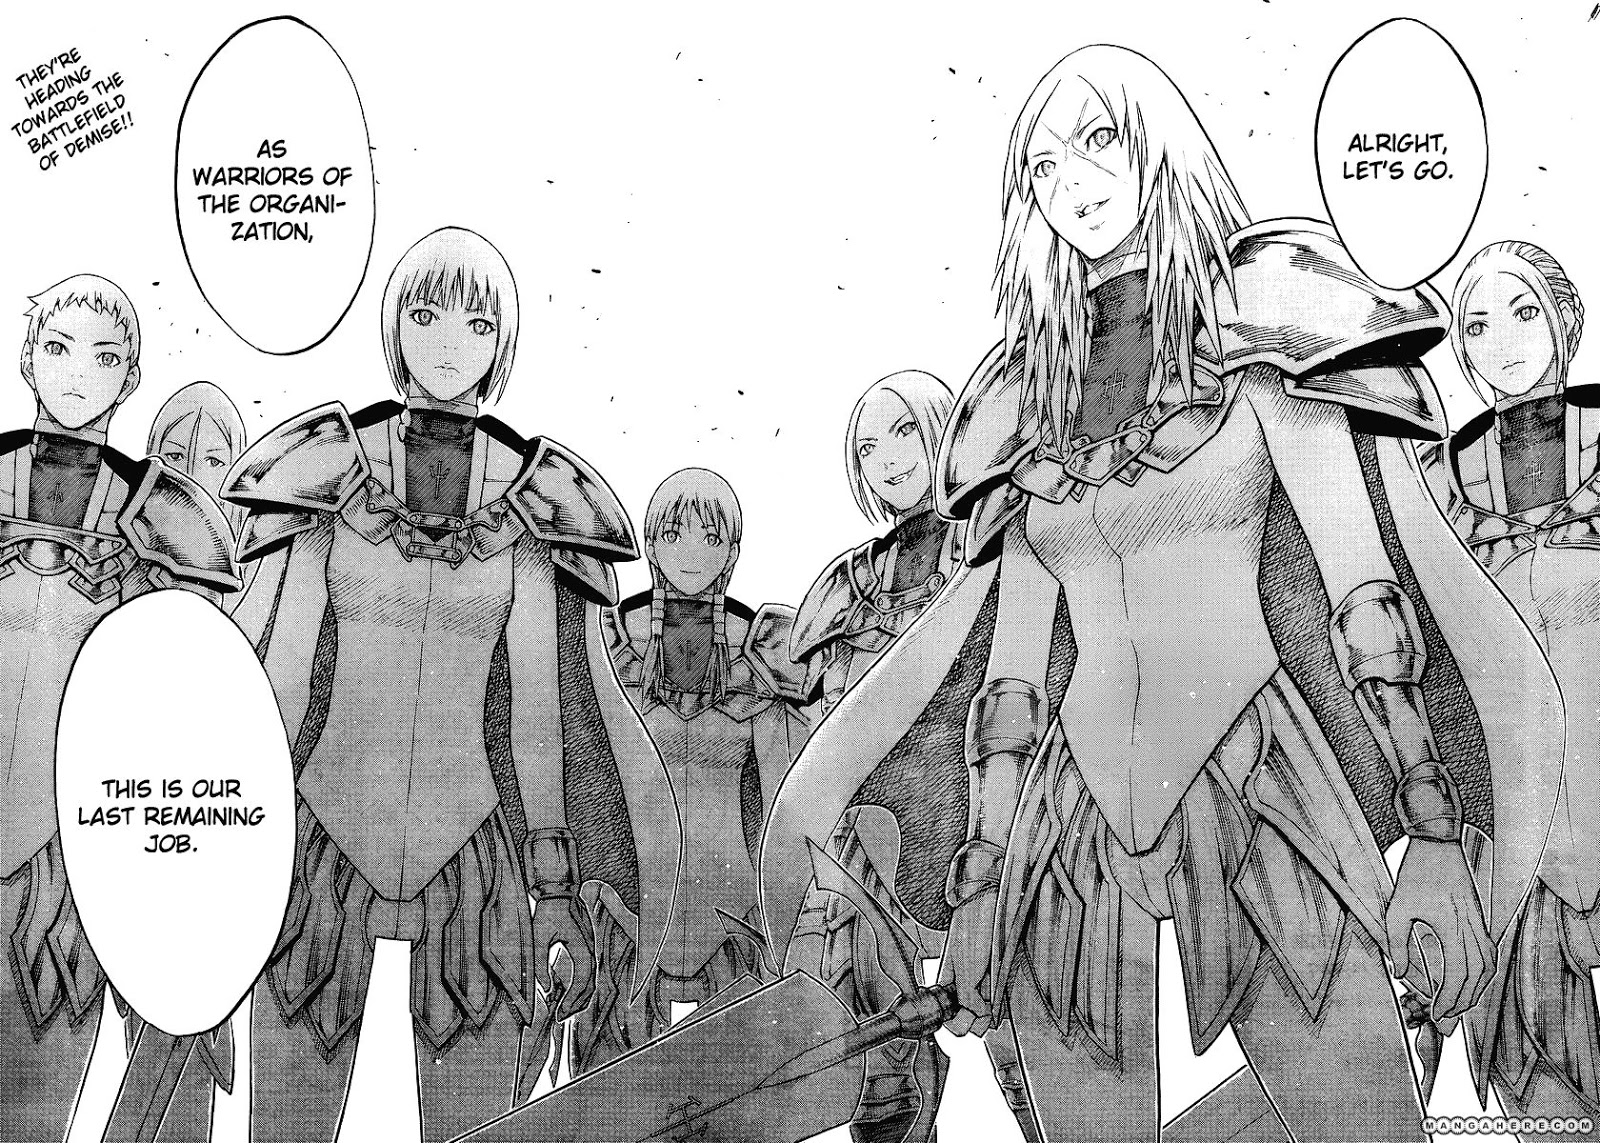 ALRIGHT,
LET'S GO.
AS
WARRIORS OF
THE ORGANI-
ZATION,
THIS IS OUR
LAST REMAINING
JOB.
THEY'RE
HEADING
TOWARDS THE
BATTLEFIELD
OF DEMISE!!
MANGAHERE.COM